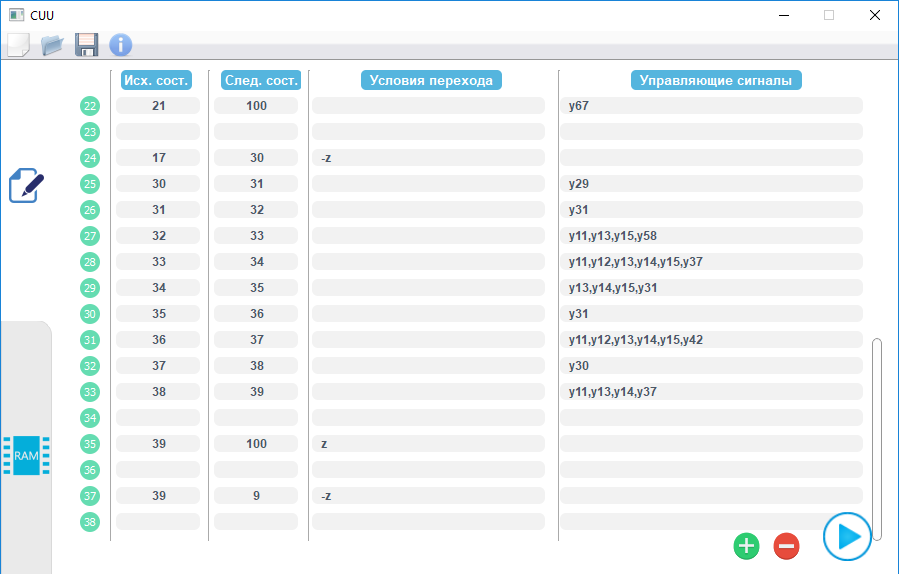 CUU
Исх. сост. След. сост. Условия перехода Управляющие сигналы
22 21 100 y67
23
24 17 30 -z
25 30 31 y29
26 31 32 y31
27 32 33 y11,y13,y15,y58
28 33 34 y11,y12,y13,y14,y15,y37
29 34 35 y13,y14,y15,y31
30 35 36 y31
31 36 37 y11,y12,y13,y14,y15,y42
32 37 38 y30
33 38 39 y11,y13,y14,y37
34
35 39 100 z
36
RAM
37 39 9 -z
38